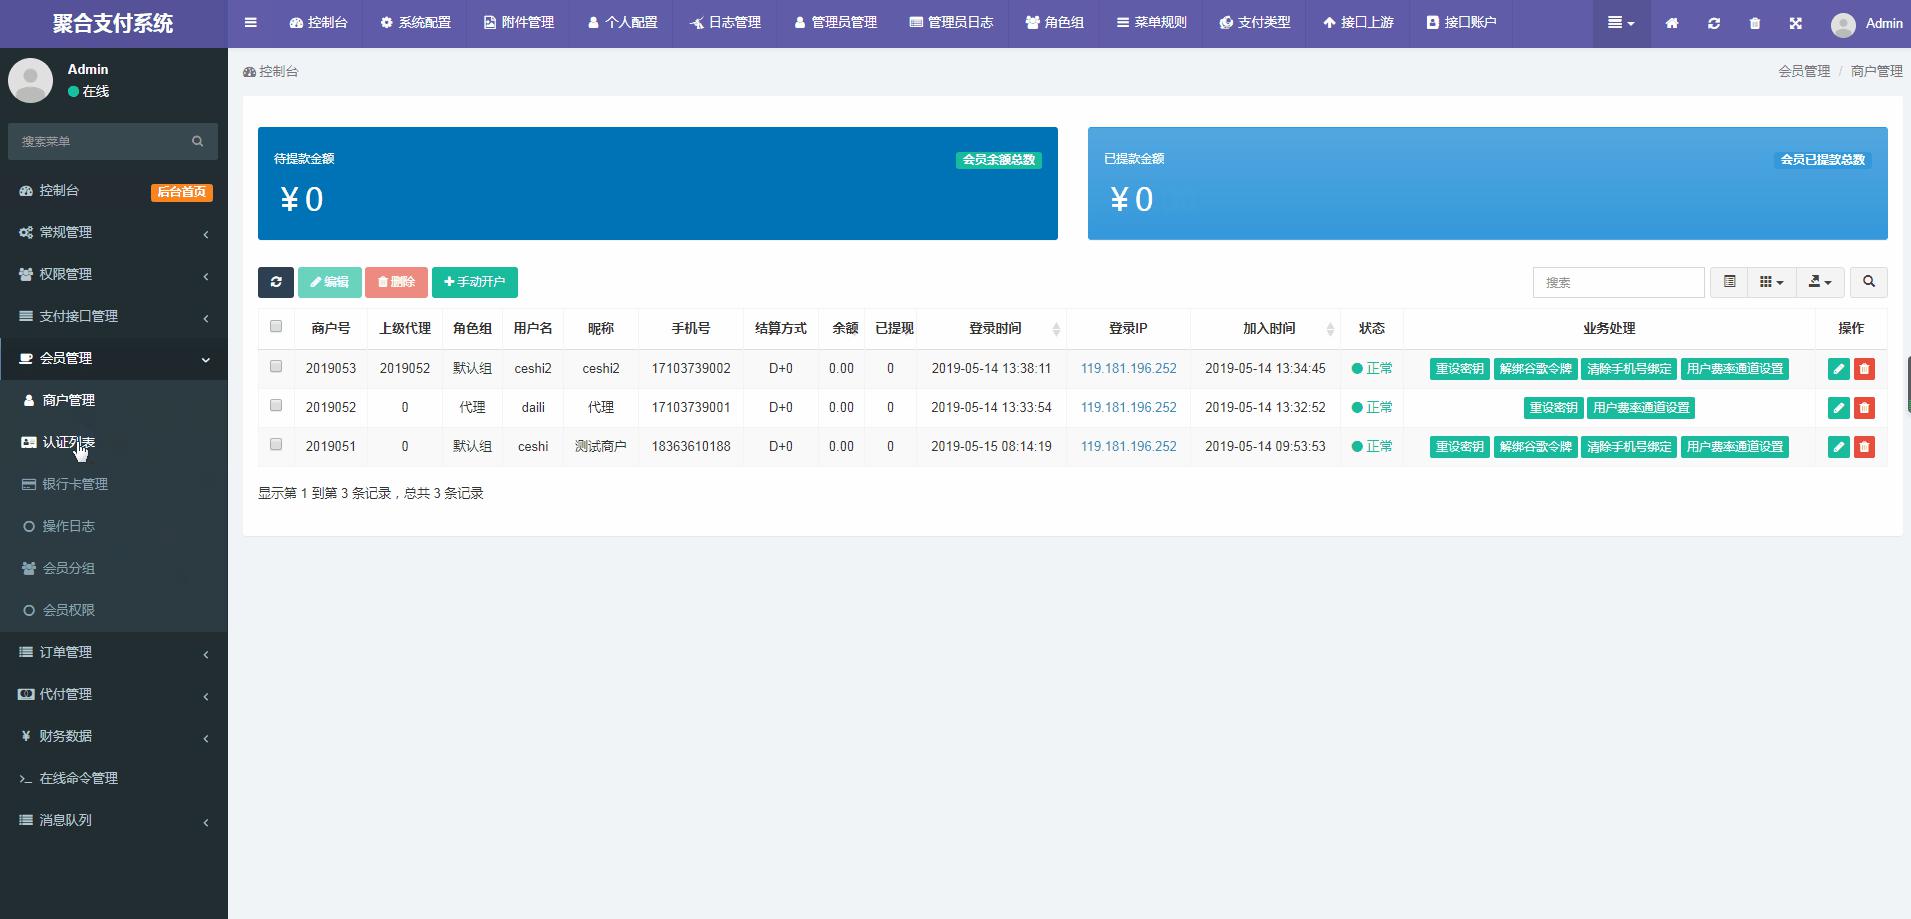 聚合支付系统
控制台 系统配置 附件管理 个人配置 日志管理 管理员管理 管理员日志 角色组 菜单规则 支付类型 接口上游 接口账户 Admin
Admin
在线
搜索菜单
控制台 后台首页
常规管理
权限管理
支付接口管理
会员管理
商户管理
认证列表
银行卡管理
操作日志
会员分组
会员权限
订单管理
代付管理
财务数据
在线命令管理
消息队列
控制台 会员管理 / 商户管理
待提款金额 会员余额总数
¥ 0
已提款金额 会员已提款总数
¥ 0
编辑 删除 手动开户 搜索
商户号 上级代理 角色组 用户名 昵称 手机号 结算方式 余额 已提现 登录时间 登录IP 加入时间 状态 业务处理 操作
2019053 2019052 默认组 ceshi2 ceshi2 17103739002 D+0 0.00 0 2019-05-14 13:38:11 119.181.196.252 2019-05-14 13:34:45 正常 重设密钥 解绑谷歌令牌 清除手机号绑定 用户费率通道设置
2019052 0 代理 daili 代理 17103739001 D+0 0.00 0 2019-05-14 13:33:54 119.181.196.252 2019-05-14 13:32:52 正常 重设密钥 用户费率通道设置
2019051 0 默认组 ceshi 测试商户 18363610188 D+0 0.00 0 2019-05-15 08:14:19 119.181.196.252 2019-05-14 09:53:53 正常 重设密钥 解绑谷歌令牌 清除手机号绑定 用户费率通道设置
显示第 1 到第 3 条记录，总共 3 条记录